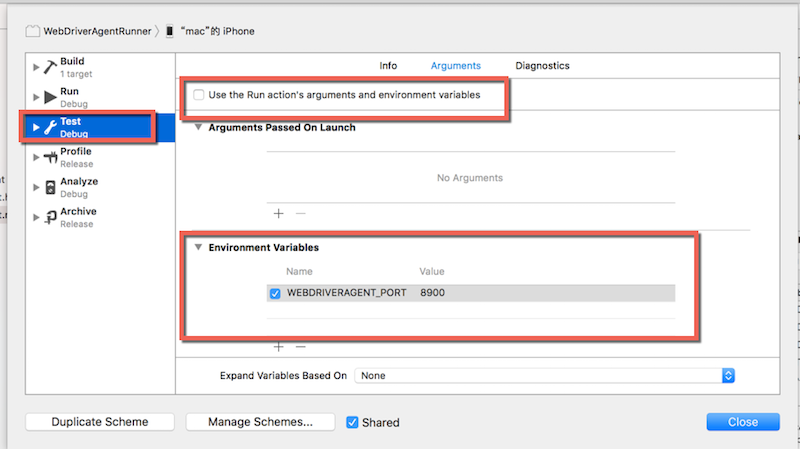 WebDriverAgentRunner “mac”的 iPhone
Build
1 target
Run
Debug
Test
Debug
Profile
Release
Analyze
Debug
Archive
Release
Info Arguments Diagnostics
Use the Run action's arguments and environment variables
Arguments Passed On Launch
No Arguments
Environment Variables
Name Value
WEBDRIVERAGENT_PORT 8900
Expand Variables Based On None
Duplicate Scheme Manage Schemes... Shared Close